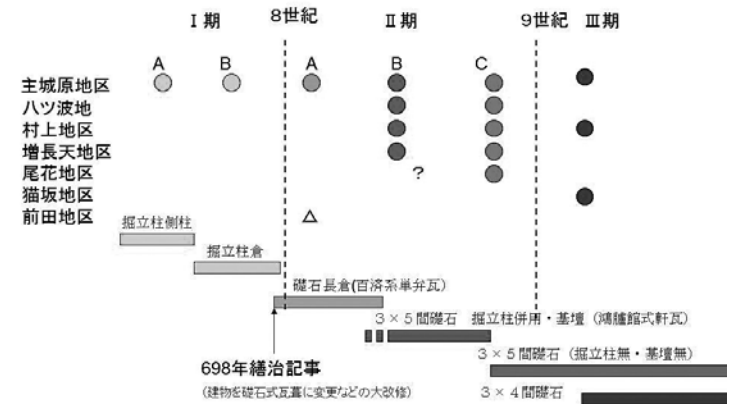 Ⅰ期 8世紀 Ⅱ期 9世紀 Ⅲ期
A B A B C
主城原地区
八ツ波地
村上地区
増長天地区
尾花地区 ?
猫坂地区
前田地区
掘立柱側柱
掘立柱倉
礎石長倉(百済系単弁瓦)
3×5間礎石 掘立柱併用・基壇(鴻臚館式軒瓦)
3×5間礎石(掘立柱無・基壇無)
698年繕治記事
(建物を礎石式瓦葺に変更などの大改修)
3×4間礎石